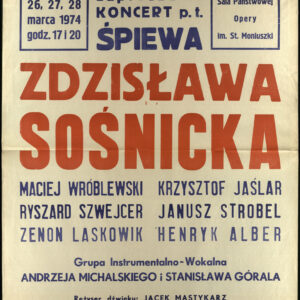 26, 27, 28
marca 1974
godz. 17 i 20
KONCERT p.t.
ŚPIEWA
Sala Państwowej
Opery
im. St. Moniuszki
ZDZISŁAWA
SOŚNICKA
MACIEJ WRÓBLEWSKI KRZYSZTOF JAŚLAR
RYSZARD SZWEJCER JANUSZ STROBEL
ZENON LASKOWIK HENRYK ALBER
Grupa Instrumentalno-Wokalna
ANDRZEJA MICHALSKIEGO i STANISŁAWA GÓRALA
Reżyser dźwięku: JACEK MASTYKARZ